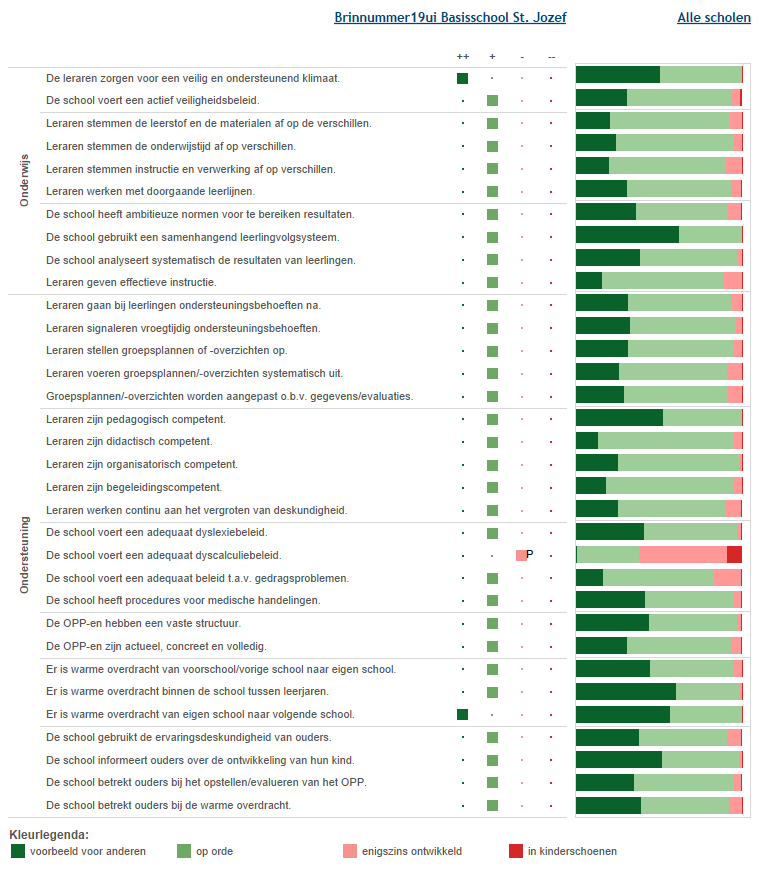 Brinnummer19ui Basisschool St. Jozef Alle scholen
++ + - --
Onderwijs
De leraren zorgen voor een veilig en ondersteunend klimaat.
De school voert een actief veiligheidsbeleid.
Leraren stemmen de leerstof en de materialen af op de verschillen.
Leraren stemmen de onderwijstijd af op verschillen.
Leraren stemmen instructie en verwerking af op verschillen.
Leraren werken met doorgaande leerlijnen.
De school heeft ambitieuze normen voor te bereiken resultaten.
De school gebruikt een samenhangend leerlingvolgsysteem.
De school analyseert systematisch de resultaten van leerlingen.
Leraren geven effectieve instructie.
Ondersteuning
Leraren gaan bij leerlingen ondersteuningsbehoeften na.
Leraren signaleren vroegtijdig ondersteuningsbehoeften.
Leraren stellen groepsplannen of -overzichten op.
Leraren voeren groepsplannen/-overzichten systematisch uit.
Groepsplannen/-overzichten worden aangepast o.b.v. gegevens/evaluaties.
Leraren zijn pedagogisch competent.
Leraren zijn didactisch competent.
Leraren zijn organisatorisch competent.
Leraren zijn begeleidingscompetent.
Leraren werken continu aan het vergroten van deskundigheid.
De school voert een adequaat dyslexiebeleid.
De school voert een adequaat dyscalculiebeleid. P
De school voert een adequaat beleid t.a.v. gedragsproblemen.
De school heeft procedures voor medische handelingen.
De OPP-en hebben een vaste structuur.
De OPP-en zijn actueel, concreet en volledig.
Er is warme overdracht van voorschool/vorige school naar eigen school.
Er is warme overdracht binnen de school tussen leerjaren.
Er is warme overdracht van eigen school naar volgende school.
De school gebruikt de ervaringsdeskundigheid van ouders.
De school informeert ouders over de ontwikkeling van hun kind.
De school betrekt ouders bij het opstellen/evalueren van het OPP.
De school betrekt ouders bij de warme overdracht.
Kleurlegenda:
voorbeeld voor anderen op orde enigszins ontwikkeld in kinderschoenen